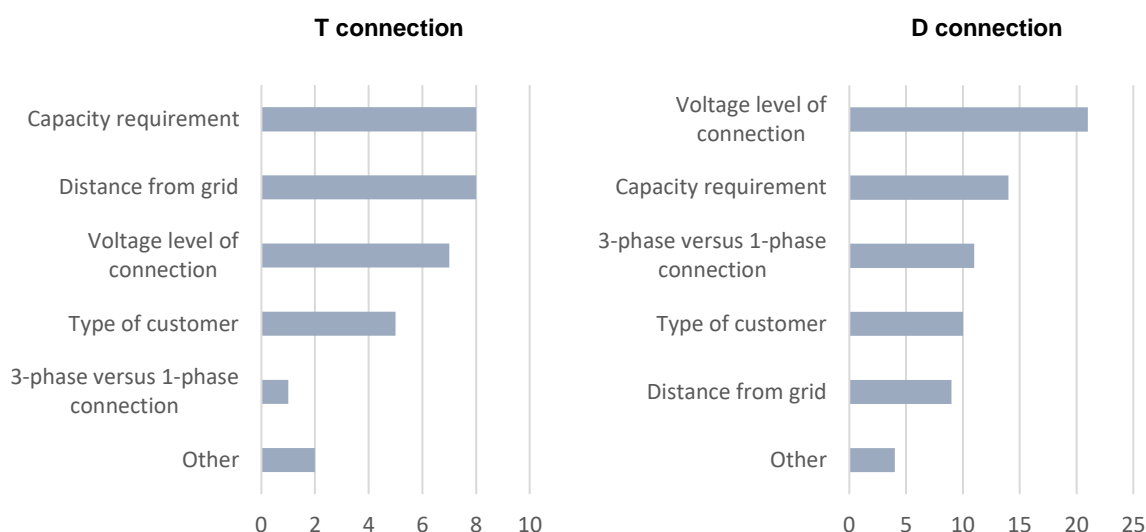 T connection
Capacity requirement
Distance from grid
Voltage level of
connection
Type of customer
3-phase versus 1-phase
connection
Other
0 2 4 6 8 10
D connection
Voltage level of
connection
Capacity requirement
3-phase versus 1-phase
connection
Type of customer
Distance from grid
Other
0 5 10 15 20 25